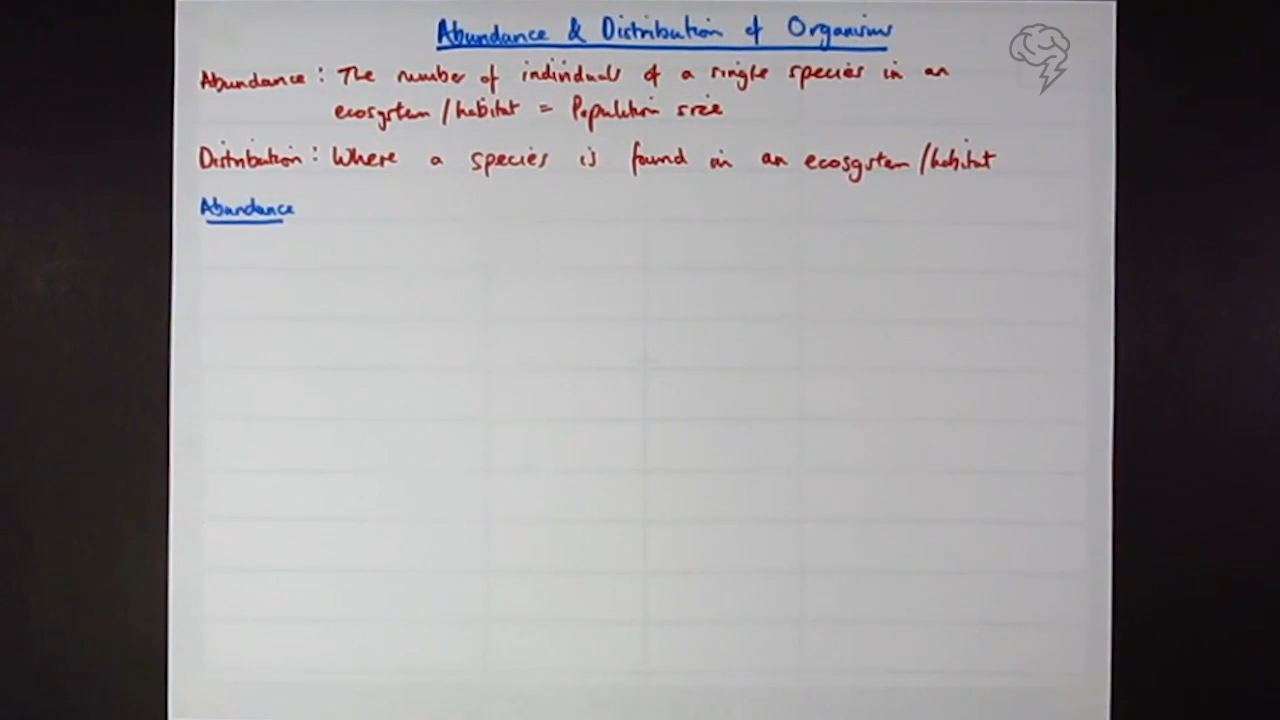 Abundance & Distribution of Organisms
Abundance: The number of individuals of a single species in an
ecosystem/habitat = Population size
Distribution: Where a species is found in an ecosystem/habitat
Abundance